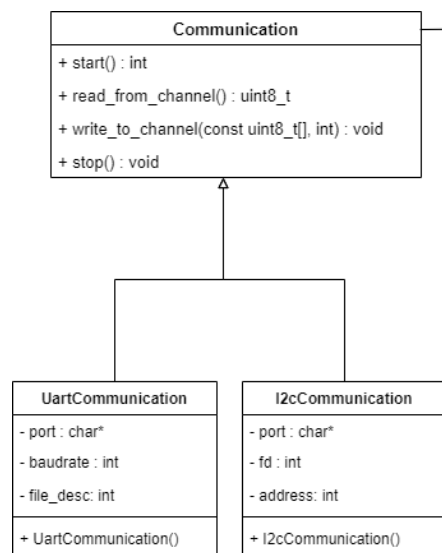 Communication
+ start() : int
+ read_from_channel() : uint8_t
+ write_to_channel(const uint8_t[], int) : void
+ stop() : void
UartCommunication
- port : char*
- baudrate : int
- file_desc: int
+ UartCommunication()
I2cCommunication
- port : char*
- fd : int
- address: int
+ I2cCommunication()